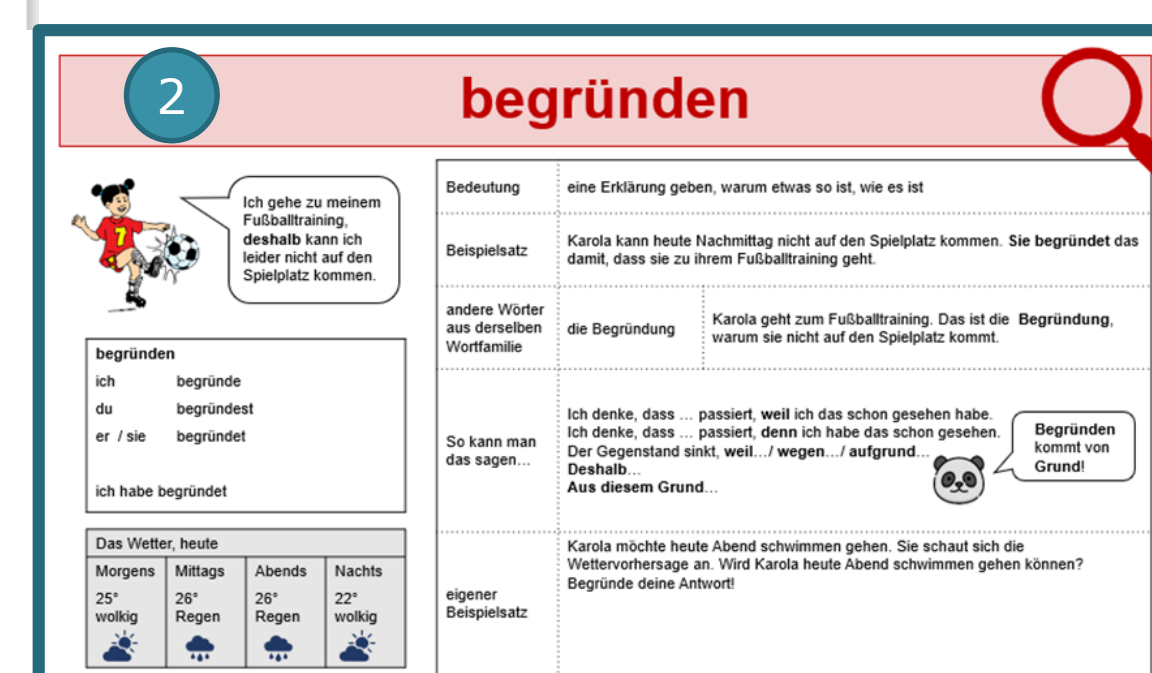 2
begründen
Ich gehe zu meinem
Fußballtraining,
deshalb kann ich
leider nicht auf den
Spielplatz kommen.
7
begründen
ich begründe
du begründest
er / sie begründet
ich habe begründet
Das Wetter, heute
Morgens Mittags Abends Nachts
25° 26° 26° 22°
wolkig Regen Regen wolkig
Bedeutung
eine Erklärung geben, warum etwas so ist, wie es ist
Beispielsatz
Karola kann heute Nachmittag nicht auf den Spielplatz kommen. Sie begründet das
damit, dass sie zu ihrem Fußballtraining geht.
andere Wörter
aus derselben
Wortfamilie
die Begründung
Karola geht zum Fußballtraining. Das ist die Begründung,
warum sie nicht auf den Spielplatz kommt.
So kann man
das sagen…
Ich denke, dass … passiert, weil ich das schon gesehen habe.
Ich denke, dass … passiert, denn ich habe das schon gesehen.
Der Gegenstand sinkt, weil…/ wegen…/ aufgrund…
Deshalb…
Aus diesem Grund…
Begründen
kommt von
Grund!
eigener
Beispielsatz
Karola möchte heute Abend schwimmen gehen. Sie schaut sich die
Wettervorhersage an. Wird Karola heute Abend schwimmen gehen können?
Begründe deine Antwort!